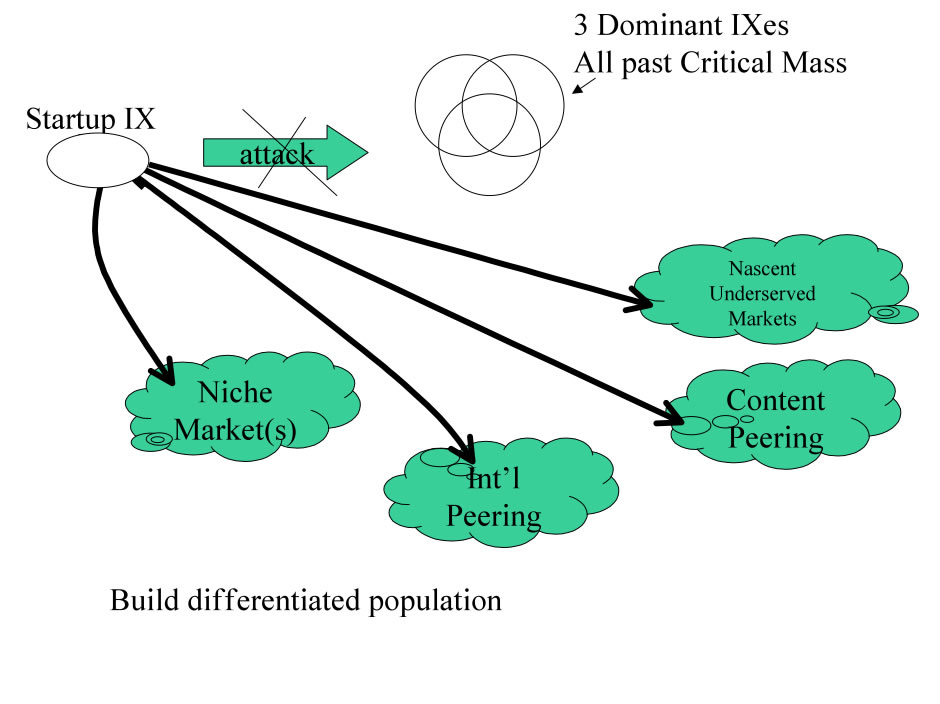 3 Dominant IXes
All past Critical Mass
Startup IX
attack
Nascent
Underserved
Markets
Niche
Market(s)
Content
Peering
Int’l
Peering
Build differentiated population